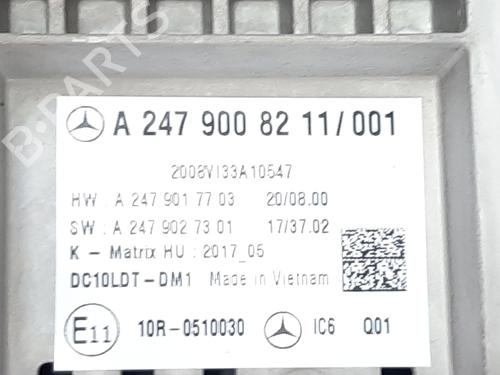 B-PARTS
A 247 900 82 11/001
2008VI33A10547
HW : A 247 901 77 03 20/08.00
SW : A 247 902 73 01 17/37.02
K - Matrix HU : 2017_05
DC10LDT-DM1 Made in Vietnam
E11 10R-0510030 IC6 Q01